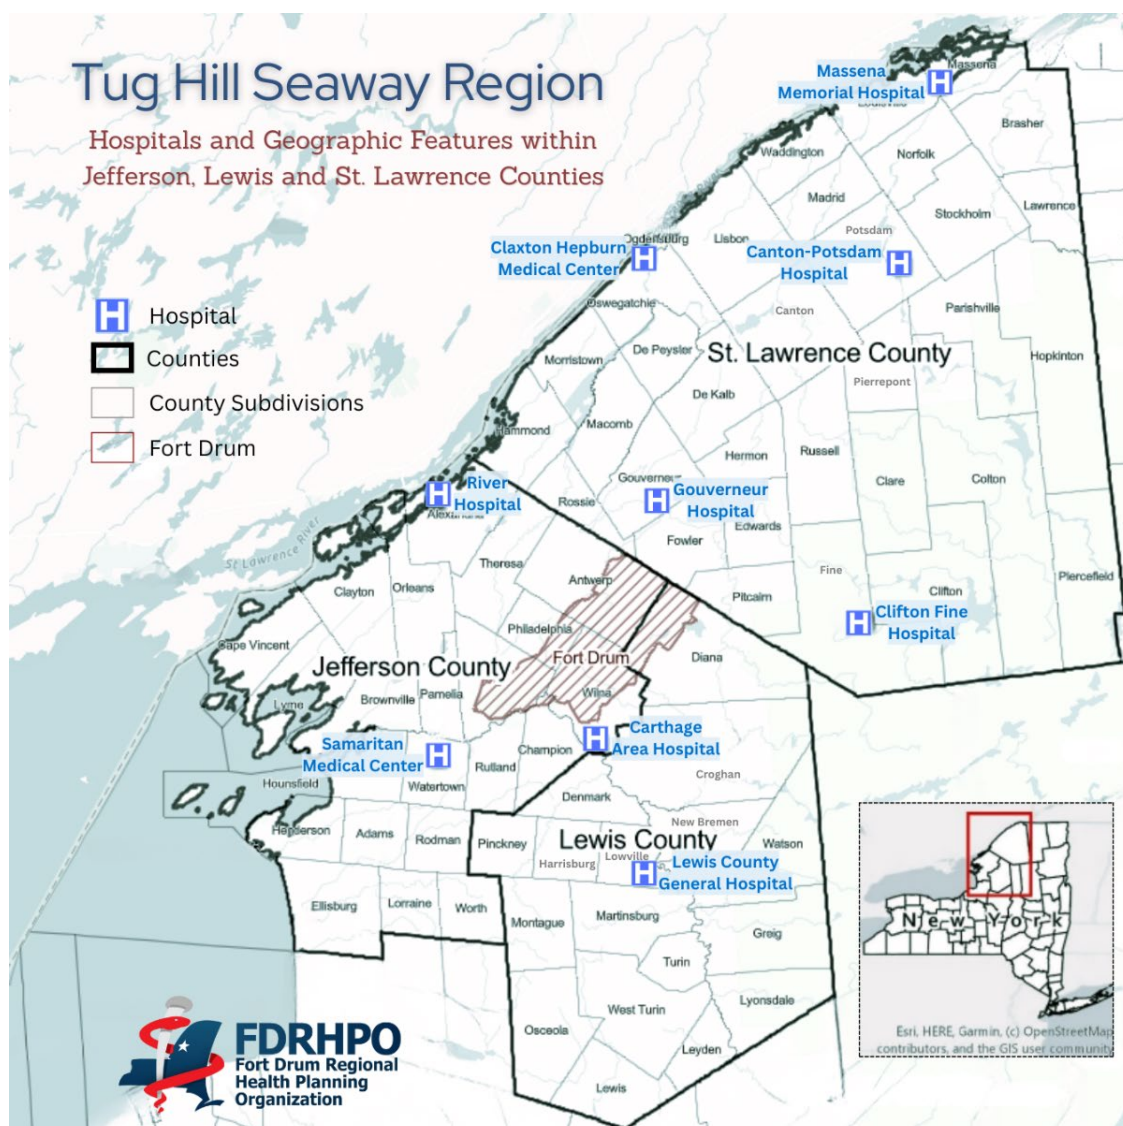 Tug Hill Seaway Region
Hospitals and Geographic Features within
Jefferson, Lewis and St. Lawrence Counties
H Hospital
Counties
County Subdivisions
Fort Drum
Massena
Massena
Memorial Hospital
H
Brasher
Waddington
Norfolk
Madrid
Lawrence
Stockholm
Potsdam
Claxton Hepburn
Medical Center
H
Ogdensburg
Lisbon
Canton-Potsdam
Hospital
H
Oswegatchie
Canton
Parishville
De Peyster
St. Lawrence County
Morristown
Hopkinton
Pierrepont
De Kalb
Hammond
Macomb
Hermon
Russell
Clare
Colton
River
Hospital
H
Gouverneur
Gouverneur
Hospital
H
Rossie
Edwards
Fowler
St Lawrence River
Theresa
Antwerp
Fine
Clayton
Orleans
Pitcairn
Clifton
Piercefield
Clifton Fine
Hospital
H
Philadelphia
Cape Vincent
Jefferson County
Fort Drum
Diana
Lyme
Brownville
Pamelia
Wilna
Samaritan
Medical Center
H
Carthage
Area Hospital
H
Champion
Rutland
Croghan
Hounsfield
Watertown
Denmark
Henderson
Adams
Rodman
Pinckney
New Bremen
Lewis County
Watson
Harrisburg
Lowville
Lewis County
General Hospital
H
Ellisburg
Lorraine
Worth
Montague
Martinsburg
Greig
Turin
Osceola
West Turin
Lyonsdale
Leyden
Lewis
New York
Esri, HERE, Garmin, (c) OpenStreetMap
contributors, and the GIS user community
FDRHPO
Fort Drum Regional
Health Planning
Organization